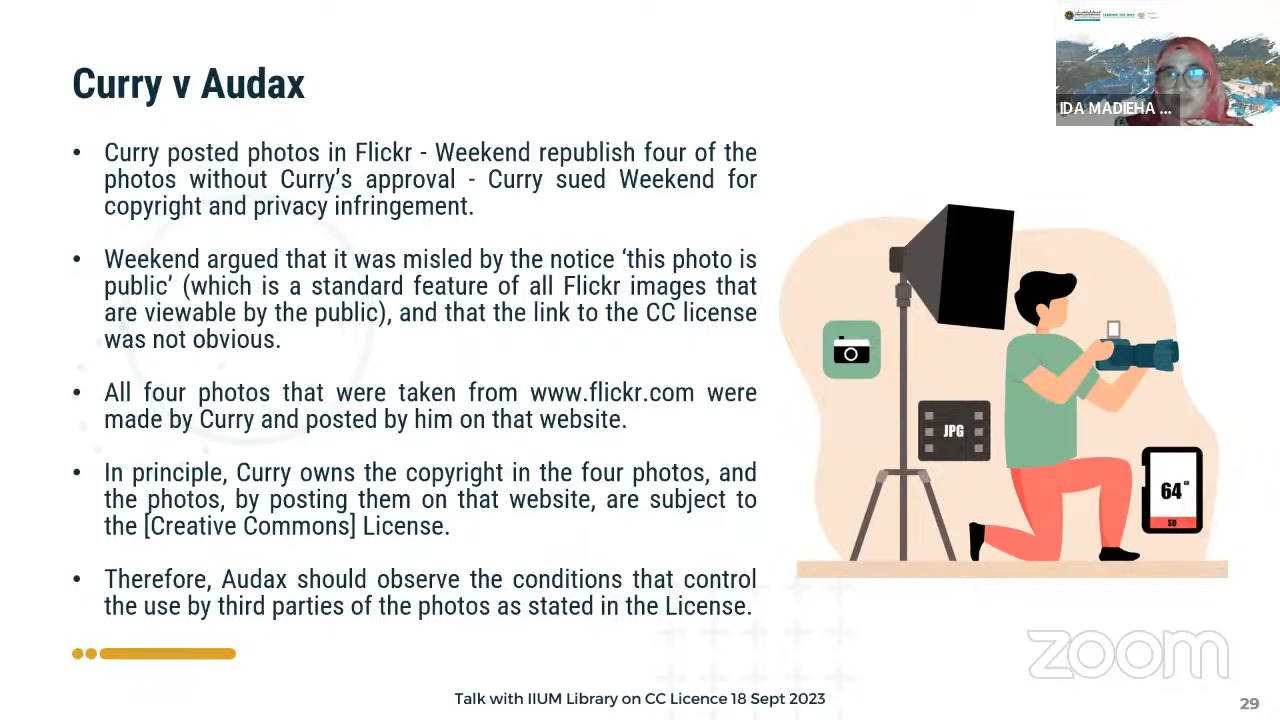 Curry v Audax
IDA MADIEHA ...
• Curry posted photos in Flickr - Weekend republish four of the
photos without Curry's approval - Curry sued Weekend for
copyright and privacy infringement.
• Weekend argued that it was misled by the notice ‘this photo is
public’ (which is a standard feature of all Flickr images that
are viewable by the public), and that the link to the CC license
was not obvious.
• All four photos that were taken from www.flickr.com were
made by Curry and posted by him on that website.
• In principle, Curry owns the copyright in the four photos, and
the photos, by posting them on that website, are subject to
the [Creative Commons] License.
• Therefore, Audax should observe the conditions that control
the use by third parties of the photos as stated in the License.
JPG
64
SD
zoom
Talk with IIUM Library on CC Licence 18 Sept 2023
29